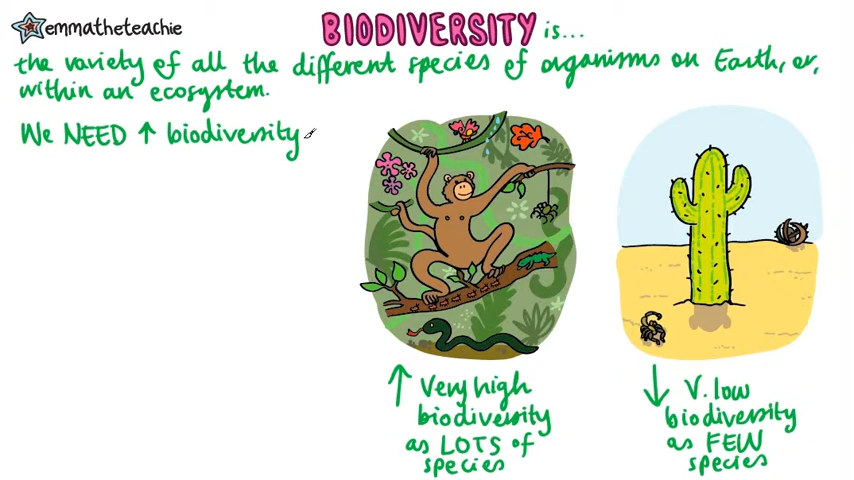 emmatheteachie
BIODIVERSITY is...
the variety of all the different species of organisms on Earth, or,
within an ecosystem.
We NEED ↑ biodiversity
↑ Very high
biodiversity
as LOTS of
species
↓ V. low
biodiversity
as FEW
species